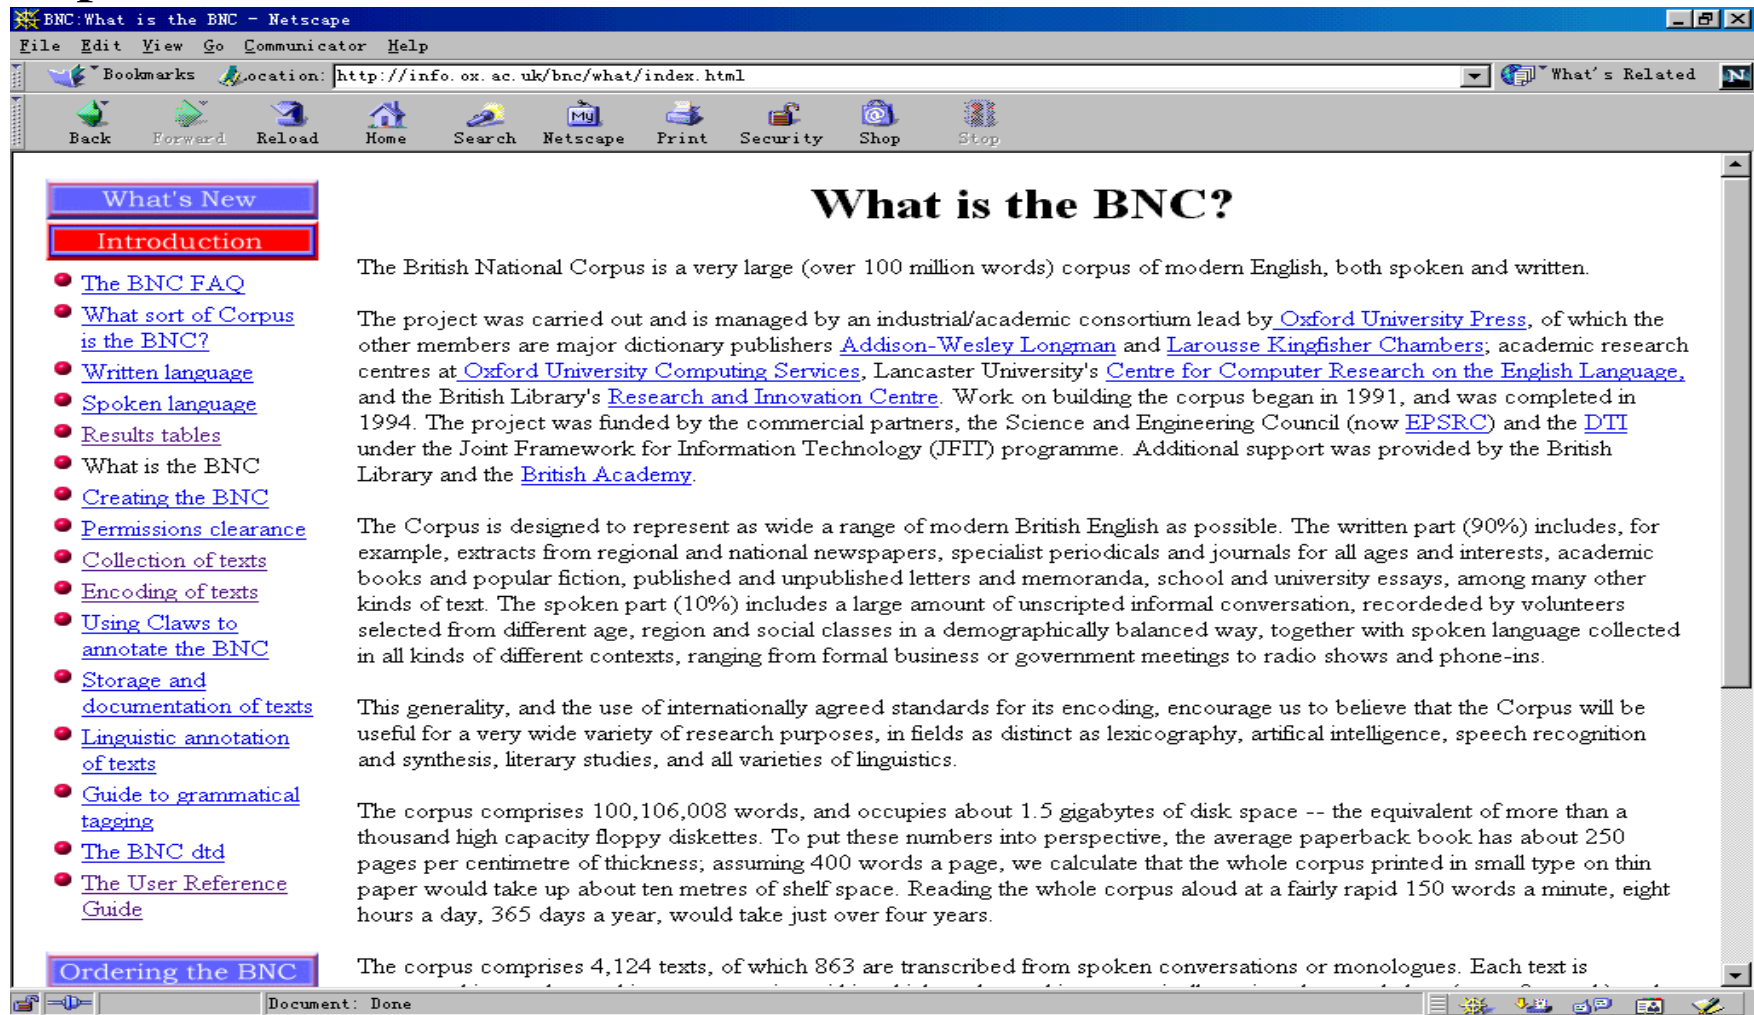 BNC:What is the BNC - Netscape
File Edit View Go Communicator Help
Bookmarks Location: http://info.ox.ac.uk/bnc/what/index.html What's Related N
My
Back Forward Reload Home Search Netscape Print Security Shop Stop
What's New
Introduction
The BNC FAQ
What sort of Corpus
is the BNC?
Written language
Spoken language
Results tables
What is the BNC
Creating the BNC
Permissions clearance
Collection of texts
Encoding of texts
Using Claws to
annotate the BNC
Storage and
documentation of texts
Linguistic annotation
of texts
Guide to grammatical
tagging
The BNC dtd
The User Reference
Guide
Ordering the BNC
What is the BNC?
The British National Corpus is a very large (over 100 million words) corpus of modern English, both spoken and written.
The project was carried out and is managed by an industrial/academic consortium lead by Oxford University Press, of which the
other members are major dictionary publishers Addison-Wesley Longman and Larousse Kingfisher Chambers; academic research
centres at Oxford University Computing Services, Lancaster University's Centre for Computer Research on the English Language,
and the British Library's Research and Innovation Centre. Work on building the corpus began in 1991, and was completed in
1994. The project was funded by the commercial partners, the Science and Engineering Council (now EPSRC) and the DTI
under the Joint Framework for Information Technology (JFIT) programme. Additional support was provided by the British
Library and the British Academy.
The Corpus is designed to represent as wide a range of modern British English as possible. The written part (90%) includes, for
example, extracts from regional and national newspapers, specialist periodicals and journals for all ages and interests, academic
books and popular fiction, published and unpublished letters and memoranda, school and university essays, among many other
kinds of text. The spoken part (10%) includes a large amount of unscripted informal conversation, recordeded by volunteers
selected from different age, region and social classes in a demographically balanced way, together with spoken language collected
in all kinds of different contexts, ranging from formal business or government meetings to radio shows and phone-ins.
This generality, and the use of internationally agreed standards for its encoding, encourage us to believe that the Corpus will be
useful for a very wide variety of research purposes, in fields as distinct as lexicography, artifical intelligence, speech recognition
and synthesis, literary studies, and all varieties of linguistics.
The corpus comprises 100,106,008 words, and occupies about 1.5 gigabytes of disk space -- the equivalent of more than a
thousand high capacity floppy diskettes. To put these numbers into perspective, the average paperback book has about 250
pages per centimetre of thickness; assuming 400 words a page, we calculate that the whole corpus printed in small type on thin
paper would take up about ten metres of shelf space. Reading the whole corpus aloud at a fairly rapid 150 words a minute, eight
hours a day, 365 days a year, would take just over four years.
The corpus comprises 4,124 texts, of which 863 are transcribed from spoken conversations or monologues. Each text is
Document: Done